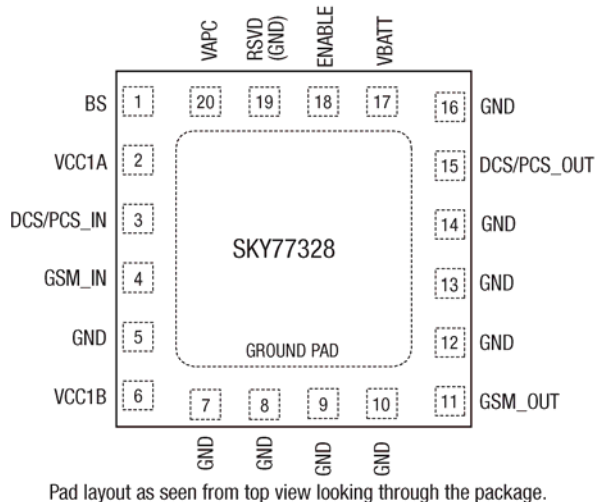 VAPC
RSVD
(GND)
ENABLE
VBATT
BS 1 20 19 18 17 16 GND
VCC1A 2 15 DCS/PCS_OUT
DCS/PCS_IN 3 14 GND
SKY77328
GSM_IN 4 13 GND
GND 5 12 GND
GROUND PAD
VCC1B 6 7 8 9 10 11 GSM_OUT
GND
GND
GND
GND
Pad layout as seen from top view looking through the package.